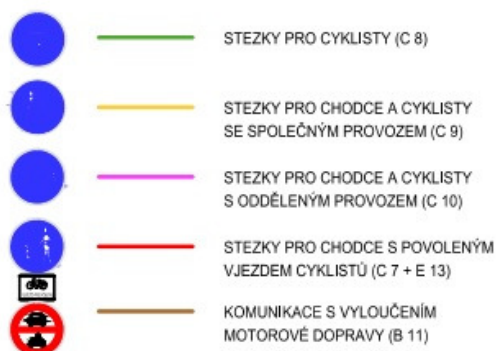 STEZKY PRO CYKLISTY (C 8)
STEZKY PRO CHODCE A CYKLISTY
SE SPOLEČNÝM PROVOZEM (C 9)
STEZKY PRO CHODCE A CYKLISTY
S ODDĚLENÝM PROVOZEM (C 10)
STEZKY PRO CHODCE S POVOLENÝM
VJEZDEM CYKLISTŮ (C 7 + E 13)
KOMUNIKACE S VYLOUČENÍM
MOTOROVÉ DOPRAVY (B 11)